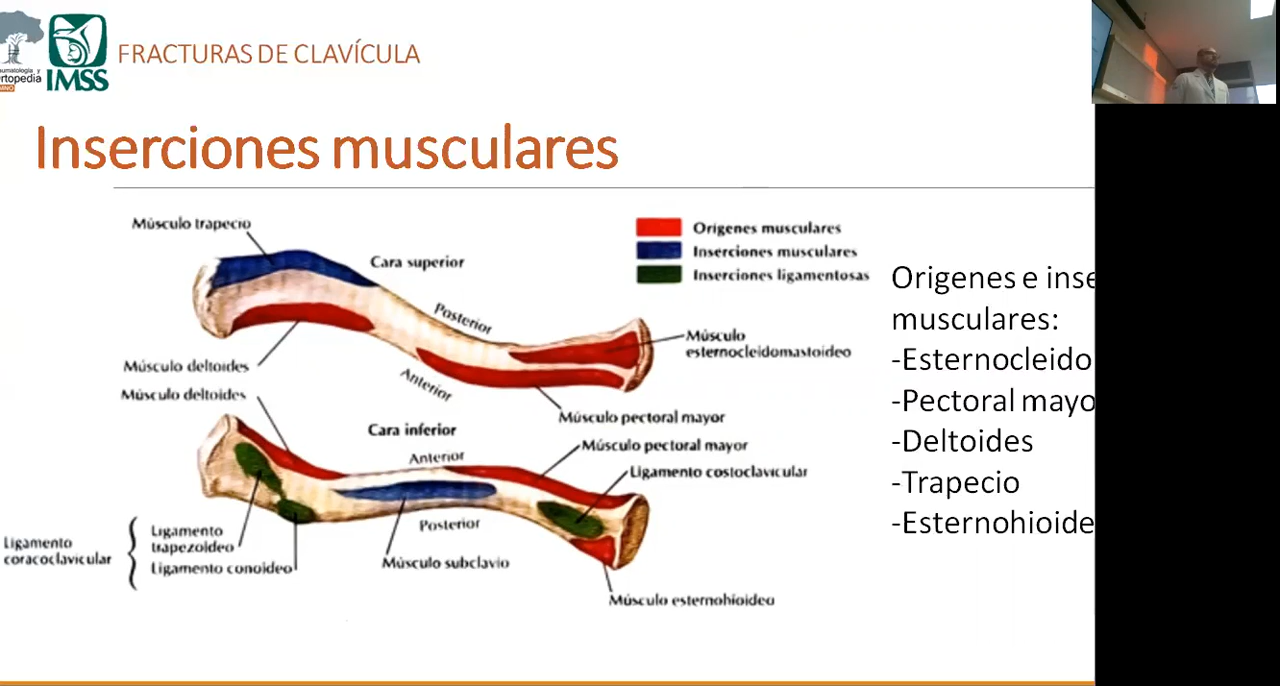 FRACTURAS DE CLAVÍCULA
IMSS
Inserciones musculares
Músculo trapecio
Cara superior
Posterior
Orígenes musculares
Inserciones musculares
Inserciones ligamentosas
Músculo
esternocleidomastoideo
Músculo deltoides
Anterior
Músculo pectoral mayor
Músculo deltoides
Cara inferior
Anterior
Músculo pectoral mayor
Ligamento costoclavicular
Posterior
Ligamento
coracoclavicular
Ligamento
trapezoideo
Ligamento conoideo
Músculo subclavio
Músculo esternohioideo
Origenes e inse
musculares:
-Esternocleido
-Pectoral mayo
-Deltoides
-Trapecio
-Esternohioide